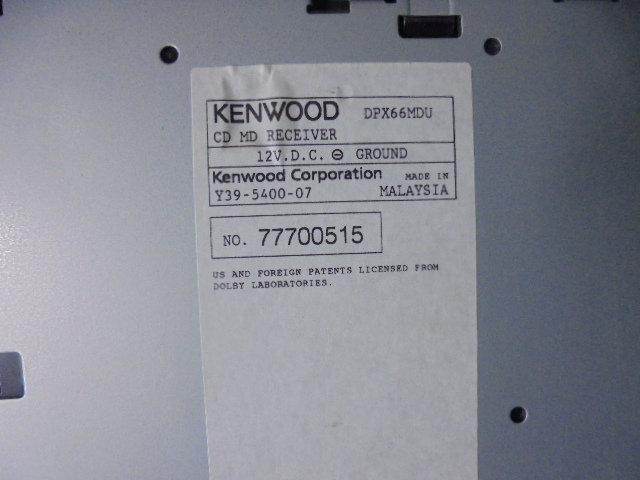 KENWOOD DPX66MDU
CD MD RECEIVER
12V.D.C. ⊖ GROUND
Kenwood Corporation MADE IN
Y39-5400-07 MALAYSIA
NO. 77700515
US AND FOREIGN PATENTS LICENSED FROM
DOLBY LABORATORIES.